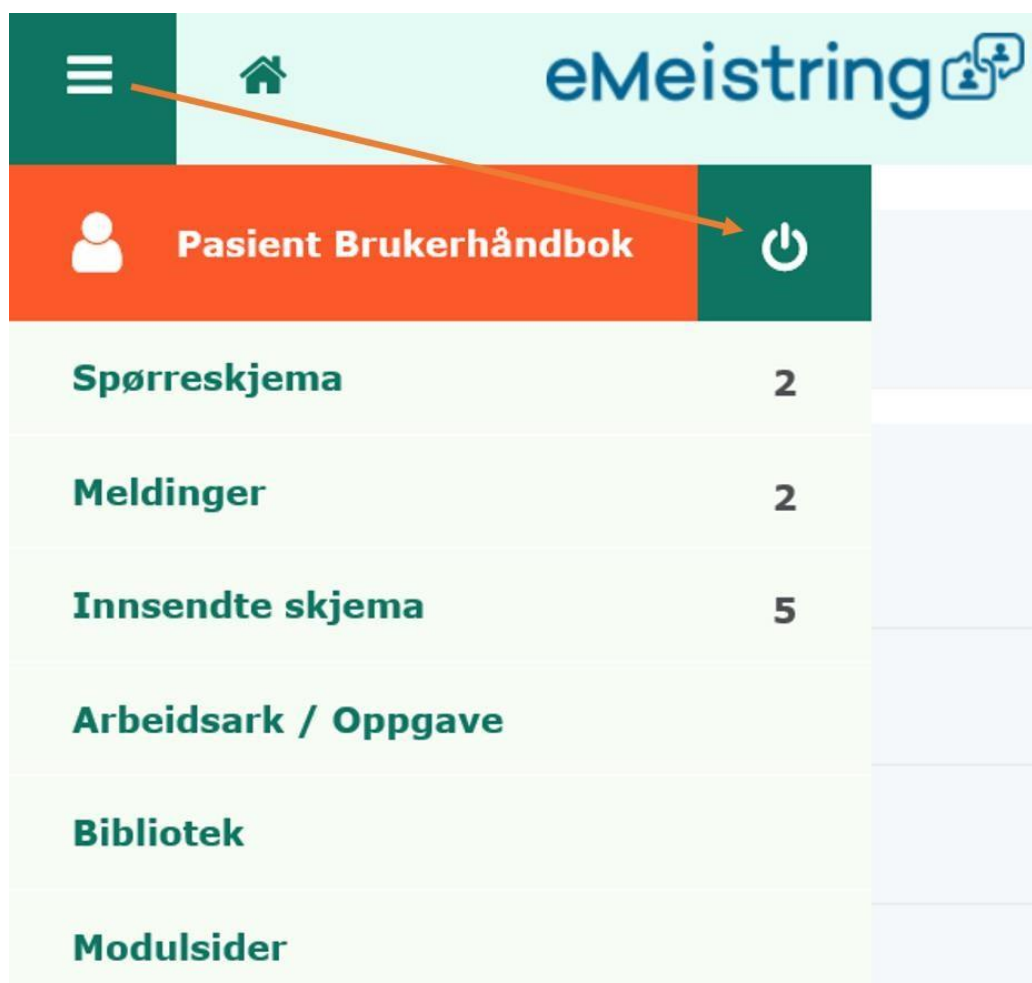 eMeistring
Pasient Brukerhåndbok
Spørreskjema 2
Meldinger 2
Innsendte skjema 5
Arbeidsark / Oppgave
Bibliotek
Modulsider